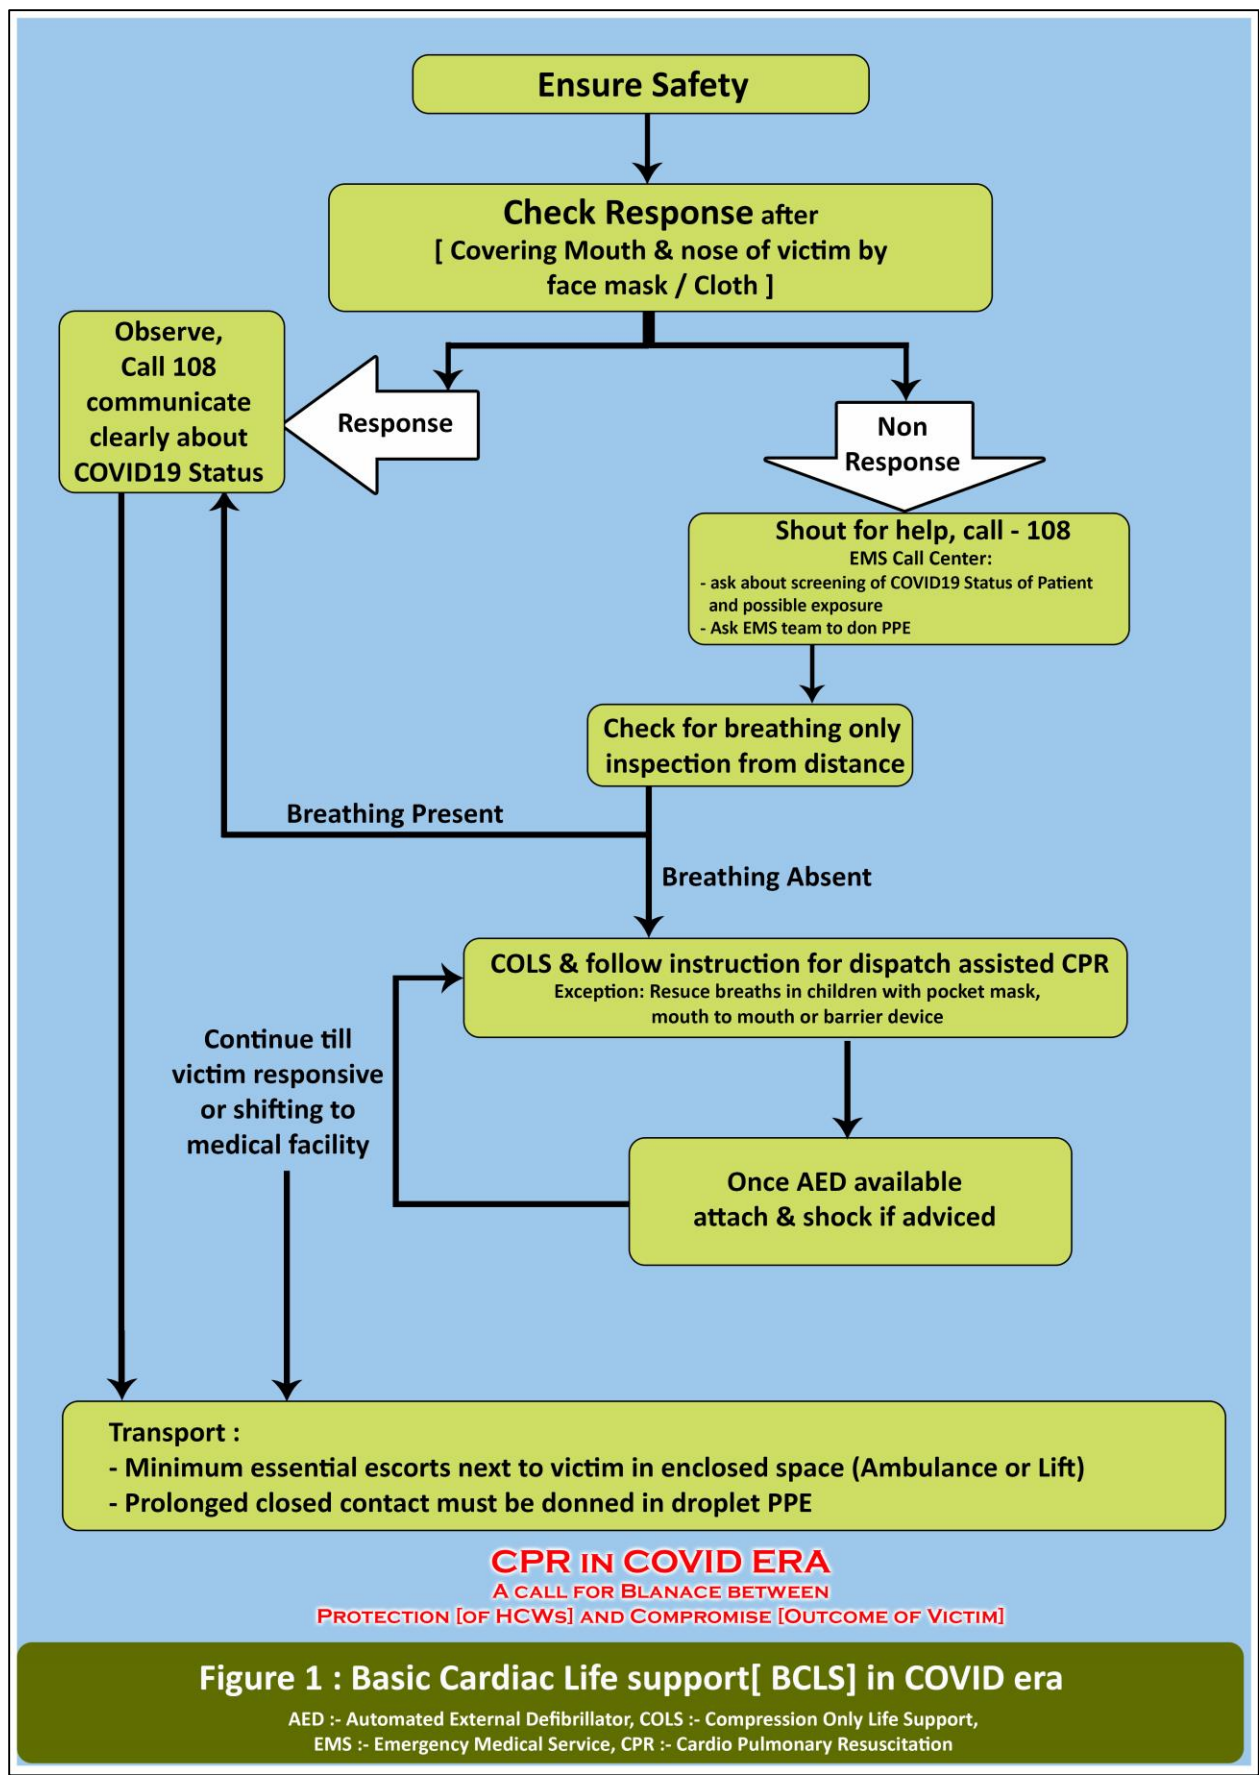 Ensure Safety
Check Response after
[ Covering Mouth & nose of victim by
face mask / Cloth ]
Observe,
Call 108
communicate
clearly about
COVID19 Status
Response
Non
Response
Shout for help, call - 108
EMS Call Center:
- ask about screening of COVID19 Status of Patient
and possible exposure
- Ask EMS team to don PPE
Check for breathing only
inspection from distance
Breathing Present
Breathing Absent
COLS & follow instruction for dispatch assisted CPR
Exception: Resuce breaths in children with pocket mask,
mouth to mouth or barrier device
Continue till
victim responsive
or shifting to
medical facility
Once AED available
attach & shock if adviced
Transport :
- Minimum essential escorts next to victim in enclosed space (Ambulance or Lift)
- Prolonged closed contact must be donned in droplet PPE
CPR IN COVID ERA
A CALL FOR BLANACE BETWEEN
PROTECTION [OF HCWS] AND COMPROMISE [OUTCOME OF VICTIM]
Figure 1 : Basic Cardiac Life support[ BCLS] in COVID era
AED :- Automated External Defibrillator, COLS :- Compression Only Life Support,
EMS :- Emergency Medical Service, CPR :- Cardio Pulmonary Resuscitation